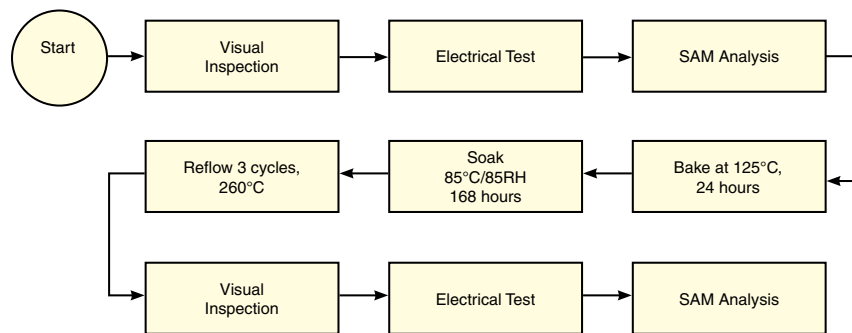 Start
Visual
Inspection
Electrical Test
SAM Analysis
Bake at 125°C,
24 hours
Soak
85°C/85RH
168 hours
Reflow 3 cycles,
260°C
Visual
Inspection
Electrical Test
SAM Analysis